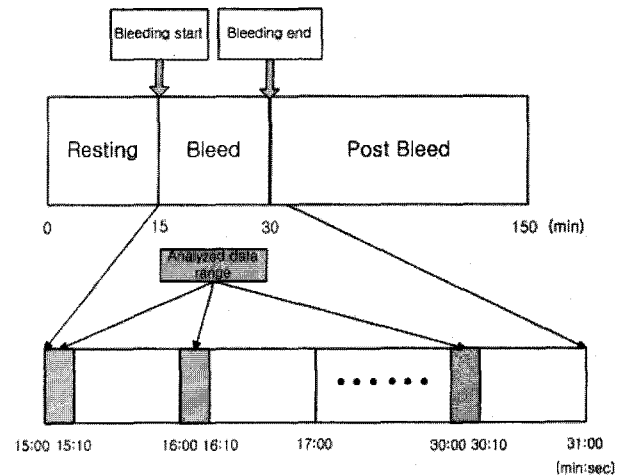 Bleeding start
Bleeding end
Resting
Bleed
Post Bleed
0
15
30
150 (min)
Analyzed data
range
15:00 15:10
16:00 16:10
17:00
30:00 30:10
31:00
(min:sec)